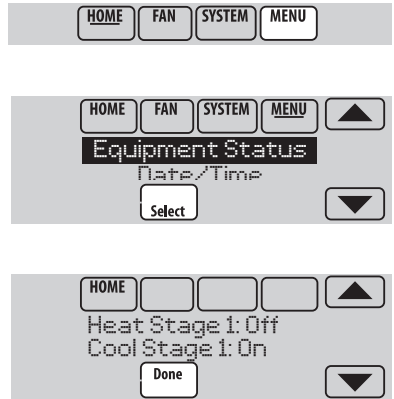 HOME FAN SYSTEM MENU
HOME FAN SYSTEM MENU
Equipment Status
Date/Time
Select
HOME
Heat Stage 1: Off
Cool Stage 1: On
Done